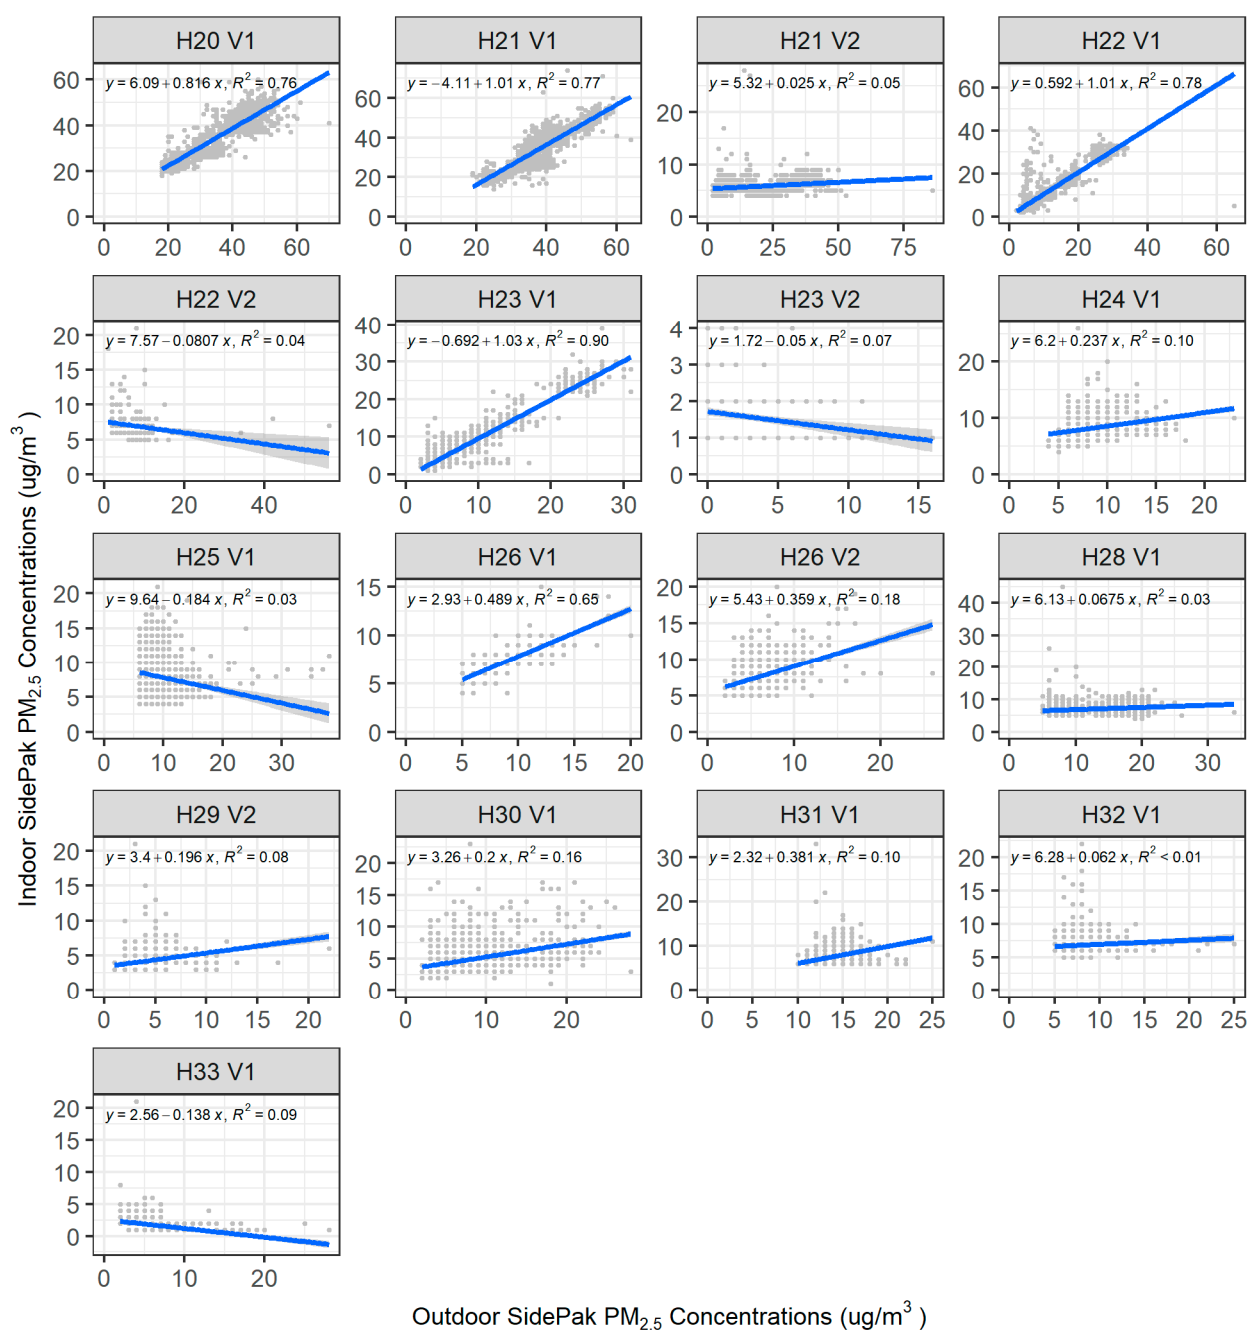 H20 V1
y = 6.09 + 0.816 x, R² = 0.76
60
40
20
0
0 20 40 60
H21 V1
y = −4.11 + 1.01 x, R² = 0.77
60
40
20
0
0 20 40 60
H21 V2
y = 5.32 + 0.025 x, R² = 0.05
20
10
0
0 25 50 75
H22 V1
y = 0.592 + 1.01 x, R² = 0.78
60
40
20
0
0 20 40 60
H22 V2
y = 7.57 − 0.0807 x, R² = 0.04
20
15
10
5
0
0 20 40
H23 V1
y = −0.692 + 1.03 x, R² = 0.90
40
30
20
10
0
0 10 20 30
H23 V2
y = 1.72 − 0.05 x, R² = 0.07
4
3
2
1
0
0 5 10 15
H24 V1
y = 6.2 + 0.237 x, R² = 0.10
20
10
0
0 10 20
H25 V1
y = 9.64 − 0.184 x, R² = 0.03
20
15
10
5
0
0 10 20 30
H26 V1
y = 2.93 + 0.489 x, R² = 0.65
15
10
5
0
0 5 10 15 20
H26 V2
y = 5.43 + 0.359 x, R² = 0.18
20
15
10
5
0
0 10 20
H28 V1
y = 6.13 + 0.0675 x, R² = 0.03
40
30
20
10
0
0 10 20 30
H29 V2
y = 3.4 + 0.196 x, R² = 0.08
20
15
10
5
0
0 5 10 15 20
H30 V1
y = 3.26 + 0.2 x, R² = 0.16
20
15
10
5
0
0 10 20
H31 V1
y = 2.32 + 0.381 x, R² = 0.10
30
20
10
0
0 5 10 15 20 25
H32 V1
y = 6.28 + 0.062 x, R² < 0.01
20
15
10
5
0
0 5 10 15 20 25
H33 V1
y = 2.56 − 0.138 x, R² = 0.09
20
15
10
5
0
0 10 20
Indoor SidePak PM2.5 Concentrations (ug/m³ )
Outdoor SidePak PM2.5 Concentrations (ug/m³ )